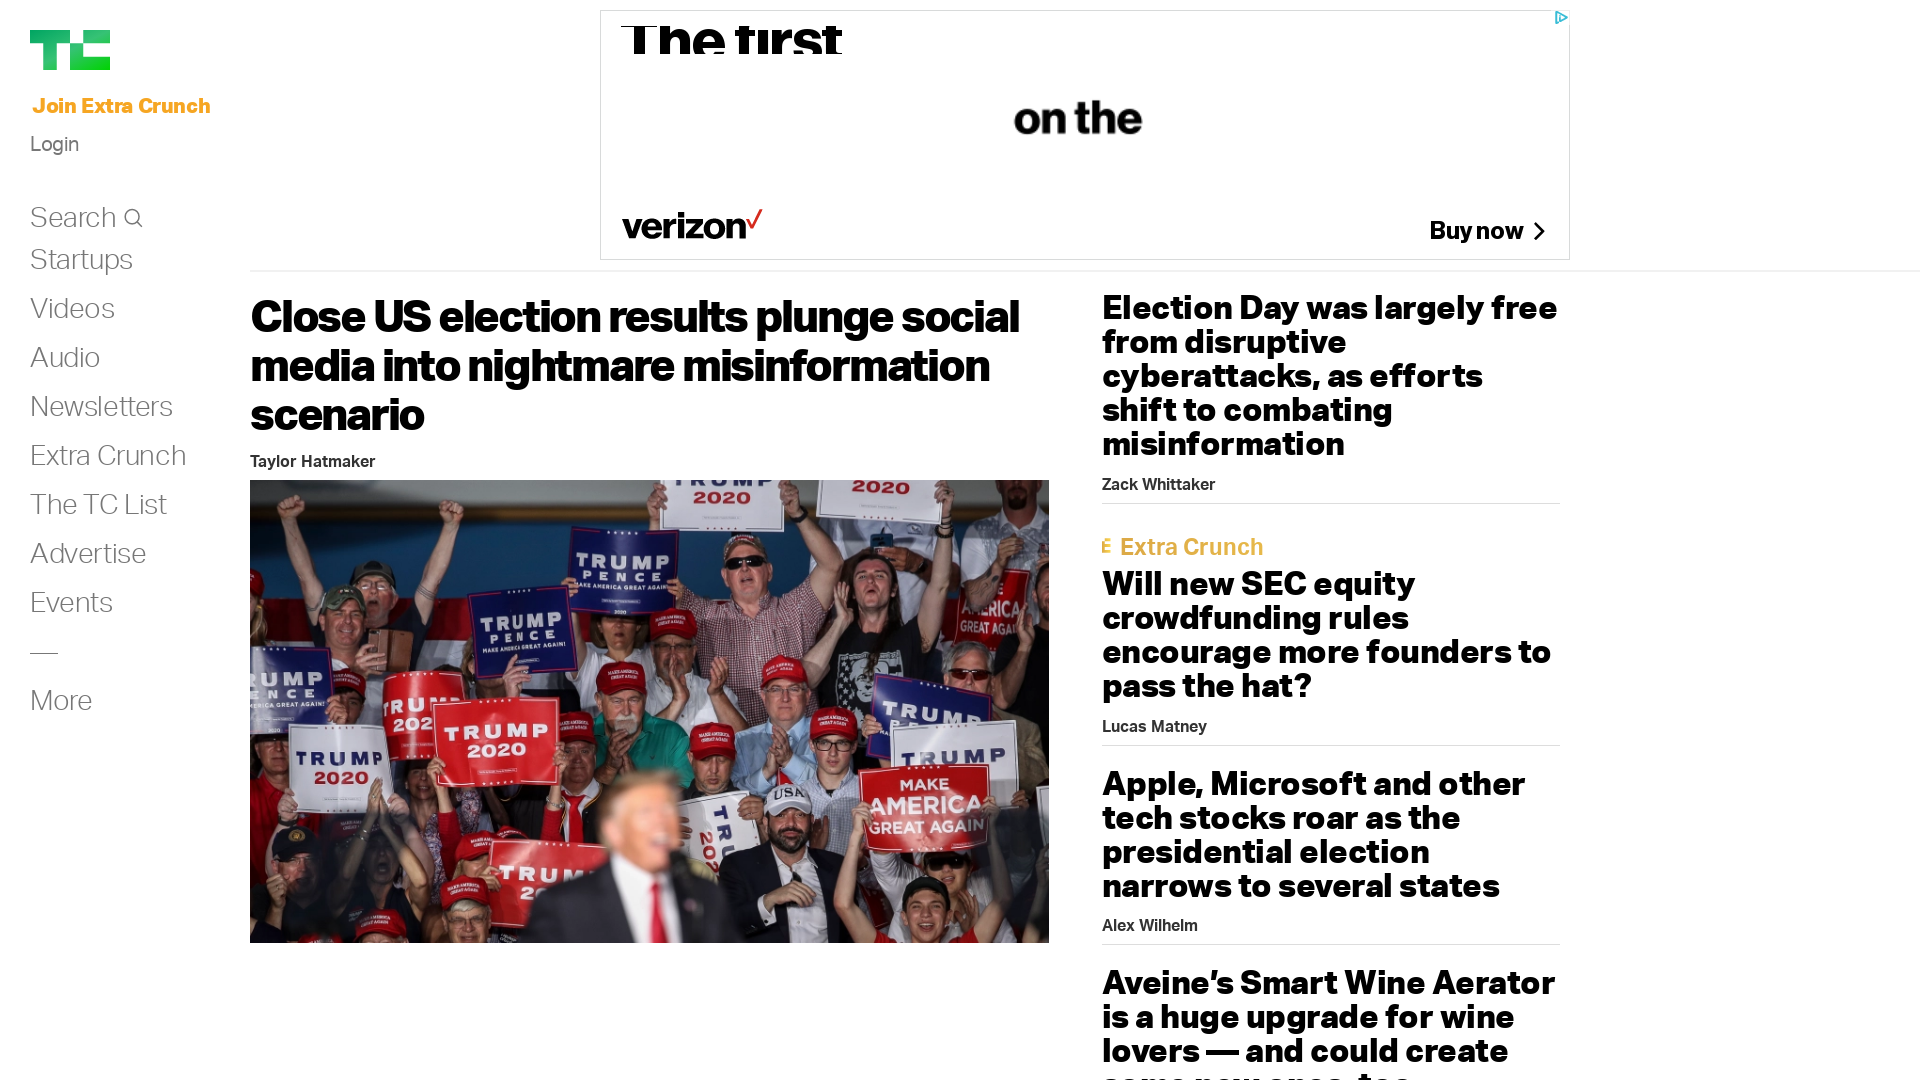 TC
Join Extra Crunch
Login
Search
Startups
Videos
Audio
Newsletters
Extra Crunch
The TC List
Advertise
Events
—
More
The first
on the
verizon
Buy now
Close US election results plunge social
media into nightmare misinformation
scenario
Taylor Hatmaker
TRUMP
2020
2020
TRUMP
PENCE
MAKE AMERICA GREAT AGAIN!
2020
TRUMP
PENCE
MAKE AMERICA GREAT AGAIN!
TRUMP
2020
TRUMP
2020
MAKE
AMERICA
GREAT AGAIN
USA
TRUMP
Election Day was largely free
from disruptive
cyberattacks, as efforts
shift to combating
misinformation
Zack Whittaker
Extra Crunch
Will new SEC equity
crowdfunding rules
encourage more founders to
pass the hat?
Lucas Matney
Apple, Microsoft and other
tech stocks roar as the
presidential election
narrows to several states
Alex Wilhelm
Aveine’s Smart Wine Aerator
is a huge upgrade for wine
lovers — and could create